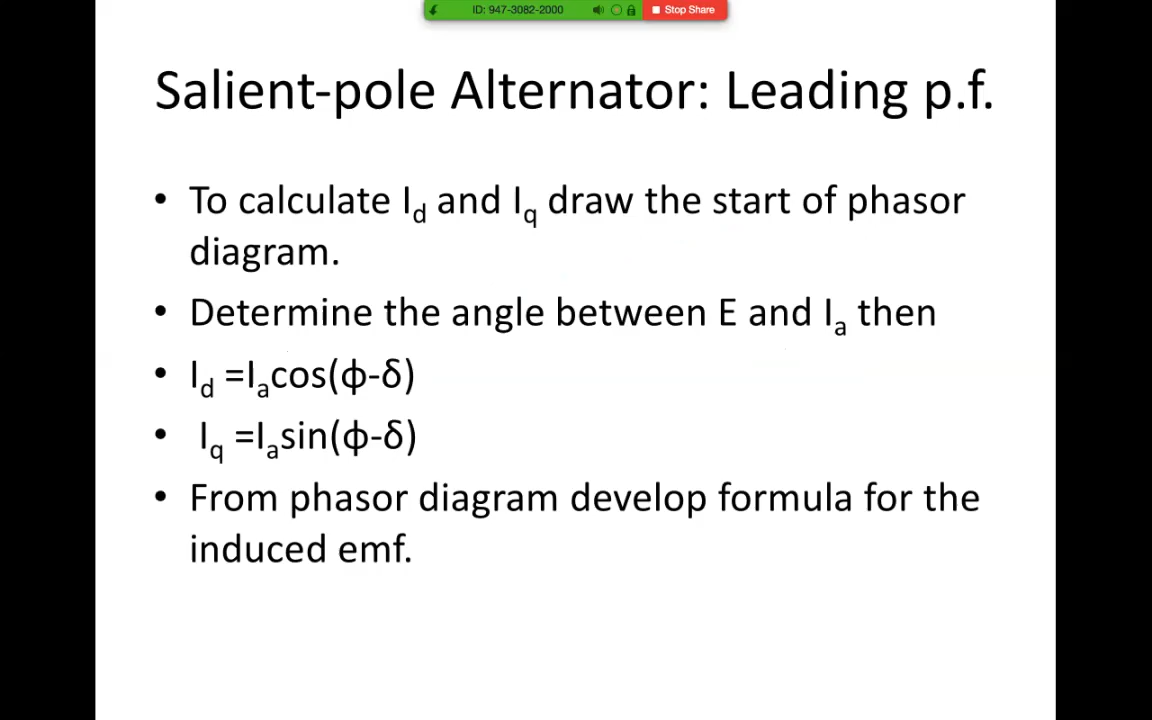 ID: 947-3082-2000 Stop Share
Salient-pole Alternator: Leading p.f.
• To calculate I_d and I_q draw the start of phasor
diagram.
• Determine the angle between E and I_a then
• I_d =I_acos(ϕ-δ)
• I_q =I_asin(ϕ-δ)
• From phasor diagram develop formula for the
induced emf.